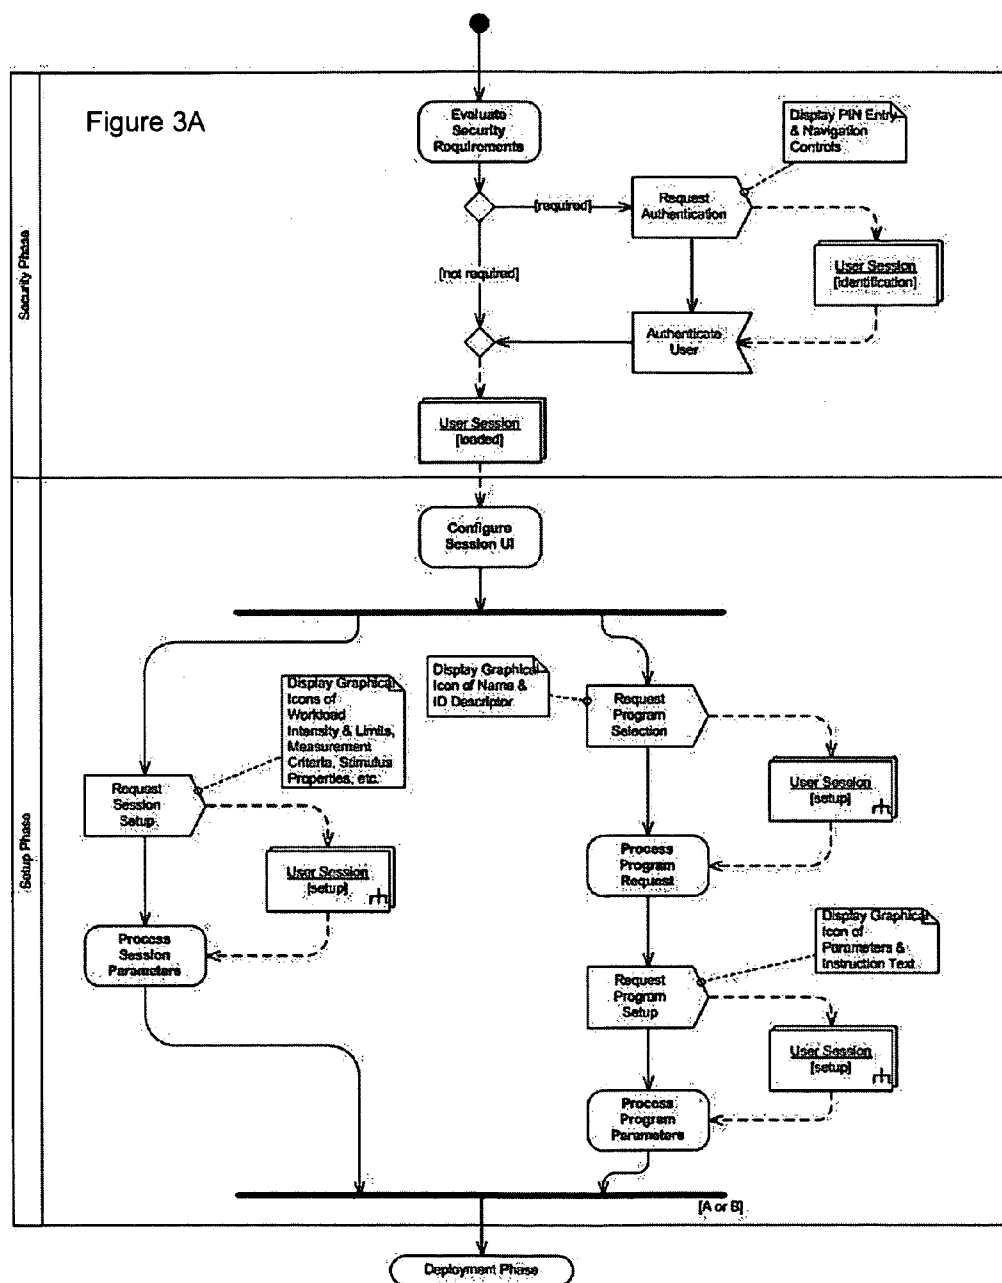 Figure 3A
Evaluate
Security
Requirements
Display PIN Entry
& Navigation
Controls
[required]
Request
Authentication
Security Phase
[not required]
User Session
[identification]
Authenticate
User
User Session
[loaded]
Configure
Session UI
Display Graphical
Icons of
Workload
Intensity & Limits,
Measurement
Criteria, Stimulus
Properties, etc.
Display Graphical
Icon of Name &
ID Descriptor
Request
Program
Selection
Request
Session
Setup
User Session
[setup]
Setup Phase
User Session
[setup]
Process
Program
Request
Process
Session
Parameters
Display Graphical
Icon of
Parameters &
Instruction Text
Request
Program
Setup
User Session
[setup]
Process
Program
Parameters
[A or B]
Deployment Phase